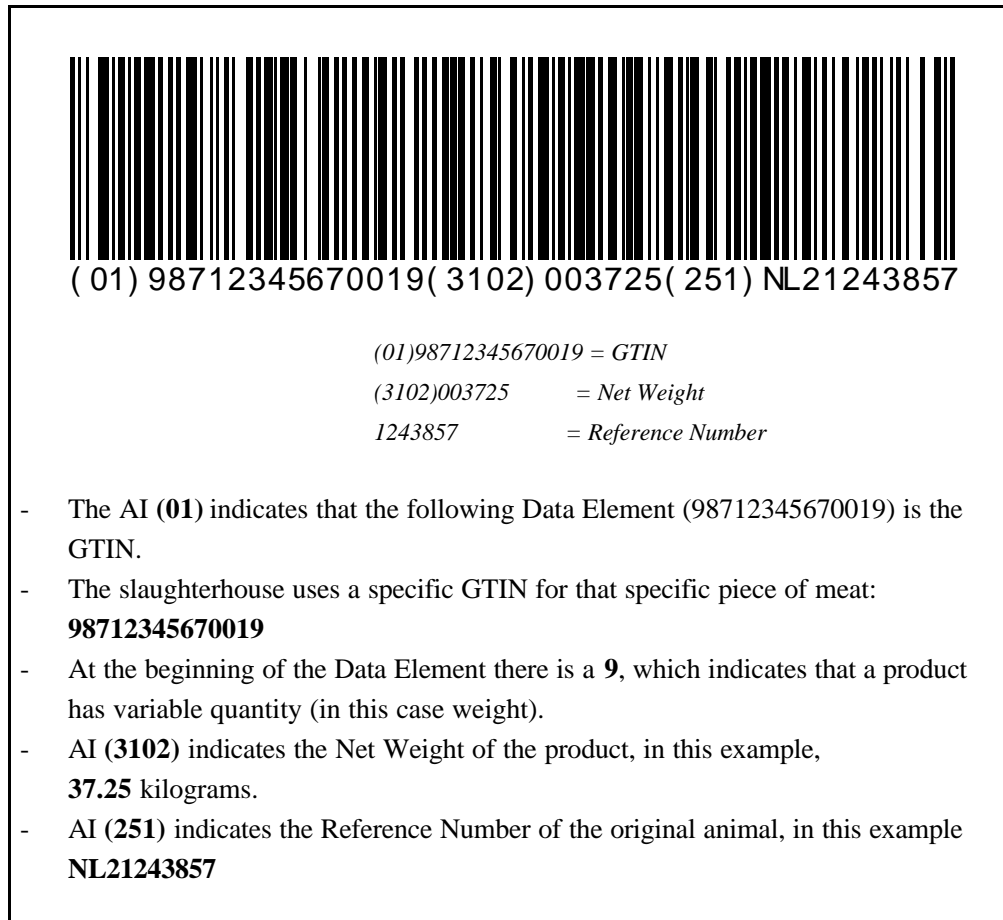 (01)98712345670019(3102)003725(251)NL21243857
(01)98712345670019 = GTIN
(3102)003725 = Net Weight
1243857 = Reference Number
- The AI (01) indicates that the following Data Element (98712345670019) is the
GTIN.
- The slaughterhouse uses a specific GTIN for that specific piece of meat:
98712345670019
- At the beginning of the Data Element there is a 9, which indicates that a product
has variable quantity (in this case weight).
- AI (3102) indicates the Net Weight of the product, in this example,
37.25 kilograms.
- AI (251) indicates the Reference Number of the original animal, in this example
NL21243857